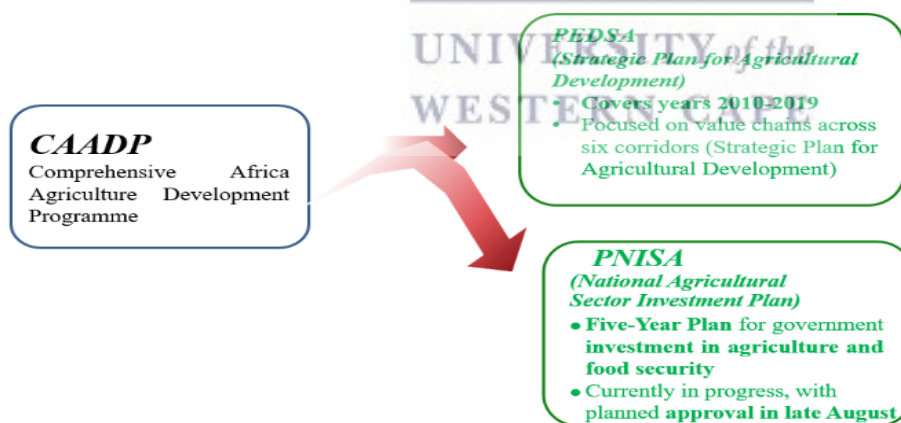 CAADP
Comprehensive Africa
Agriculture Development
Programme
UNIVERSITY of the
WESTERN CAPE
PEDSA
(Strategic Plan for Agricultural
Development)
• Covers years 2010-2019
• Focused on value chains across
six corridors (Strategic Plan for
Agricultural Development)
PNISA
(National Agricultural
Sector Investment Plan)
• Five-Year Plan for government
investment in agriculture and
food security
• Currently in progress, with
planned approval in late August